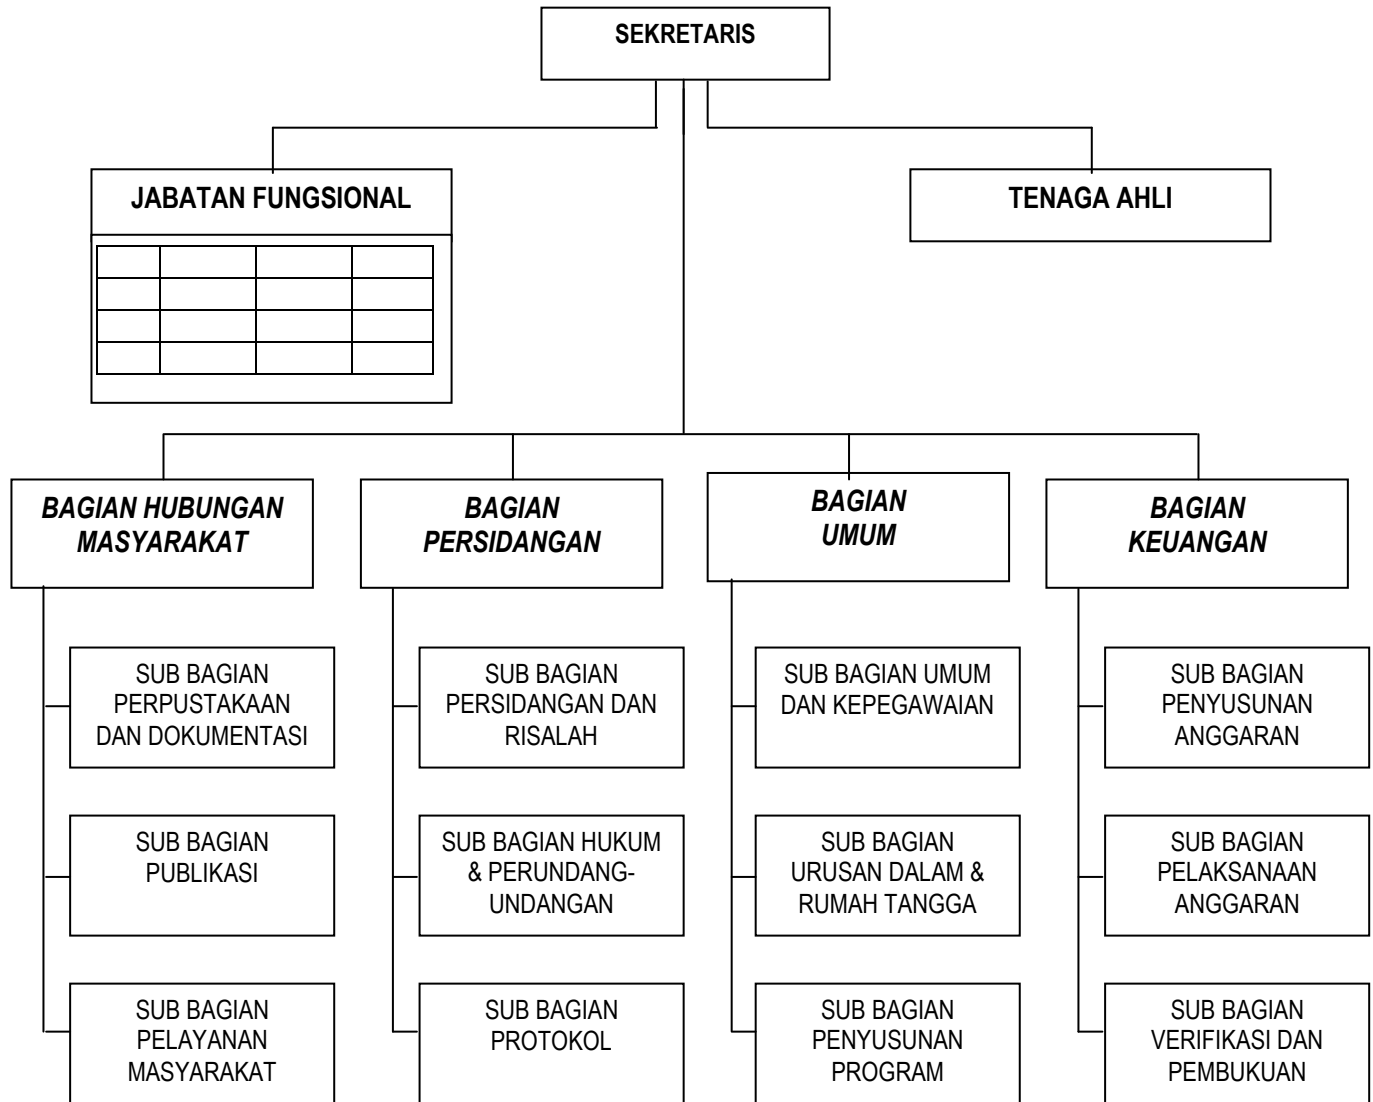 SEKRETARIS
JABATAN FUNGSIONAL
TENAGA AHLI
BAGIAN HUBUNGAN
MASYARAKAT
BAGIAN
PERSIDANGAN
BAGIAN
UMUM
BAGIAN
KEUANGAN
SUB BAGIAN
PERPUSTAKAAN
DAN DOKUMENTASI
SUB BAGIAN
PERSIDANGAN DAN
RISALAH
SUB BAGIAN UMUM
DAN KEPEGAWAIAN
SUB BAGIAN
PENYUSUNAN
ANGGARAN
SUB BAGIAN
PUBLIKASI
SUB BAGIAN HUKUM
& PERUNDANG-
UNDANGAN
SUB BAGIAN
URUSAN DALAM &
RUMAH TANGGA
SUB BAGIAN
PELAKSANAAN
ANGGARAN
SUB BAGIAN
PELAYANAN
MASYARAKAT
SUB BAGIAN
PROTOKOL
SUB BAGIAN
PENYUSUNAN
PROGRAM
SUB BAGIAN
VERIFIKASI DAN
PEMBUKUAN